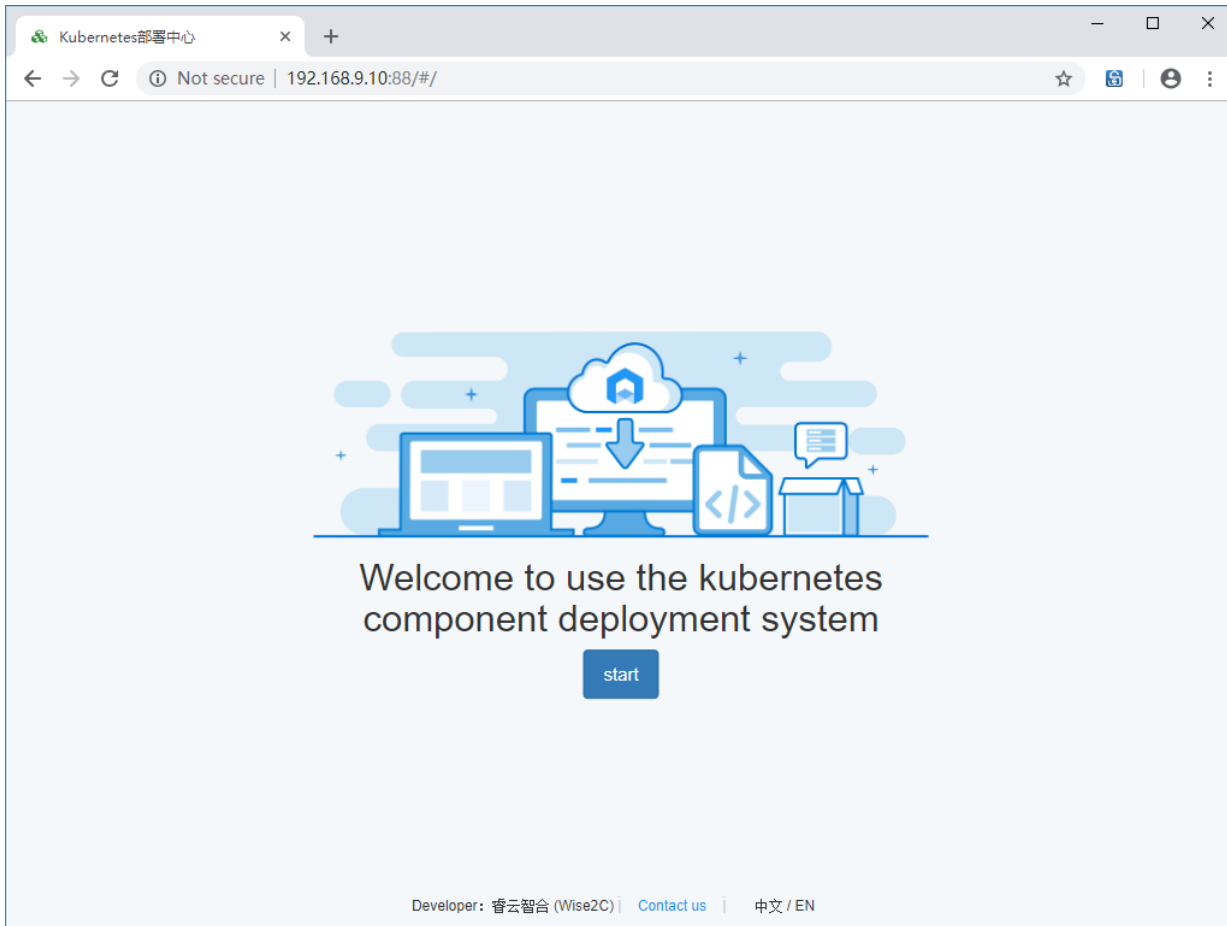 Kubernetes部署中心
Not secure | 192.168.9.10:88/#/
Welcome to use the kubernetes
component deployment system
start
Developer：睿云智合 (Wise2C) | Contact us | 中文 / EN